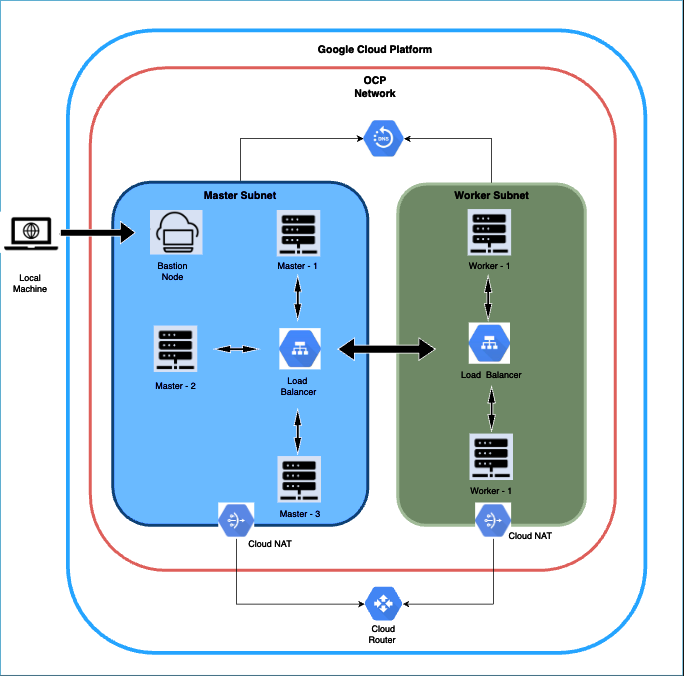 Google Cloud Platform
OCP
Network
DNS
Master Subnet
Worker Subnet
Bastion
Node
Master - 1
Worker - 1
Local
Machine
Master - 2
Load
Balancer
Load Balancer
Master - 3
Worker - 1
Cloud NAT
Cloud NAT
Cloud
Router